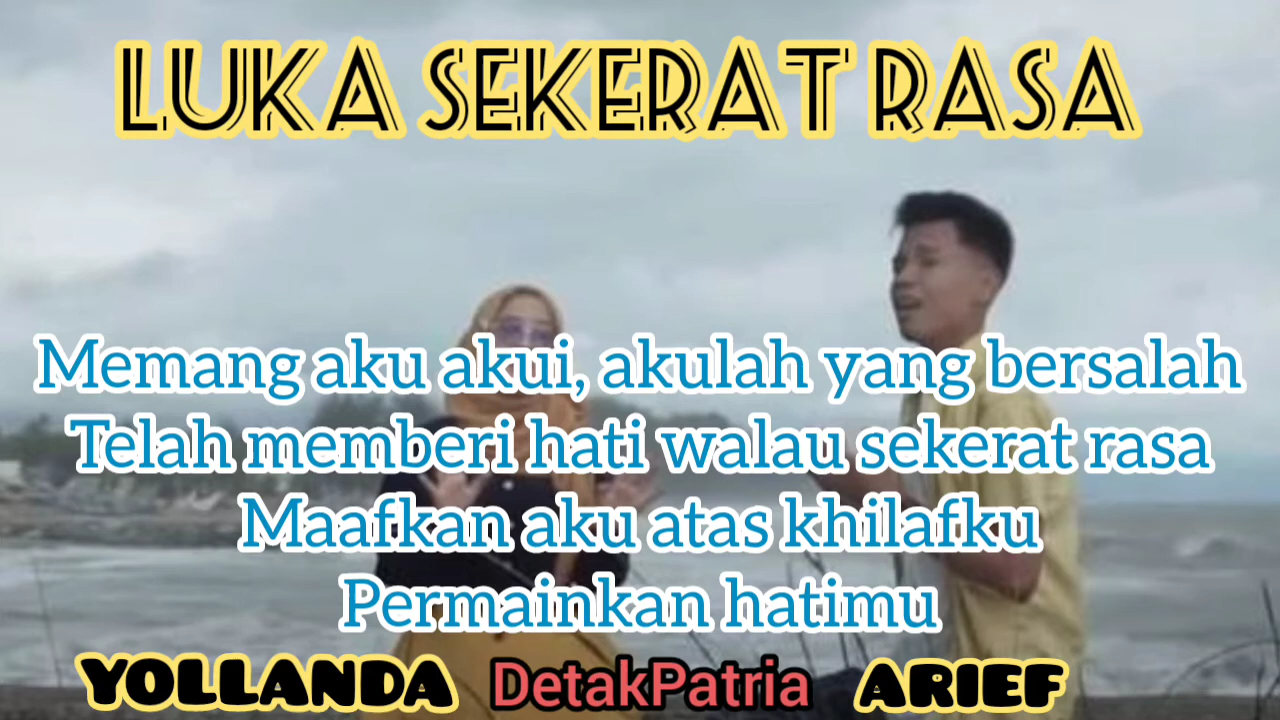 LUKA SEKERAT RASA
Memang aku akui, akulah yang bersalah
Telah memberi hati walau sekerat rasa
Maafkan aku atas khilafku
Permainkan hatimu
YOLLANDA DetakPatria ARIEF